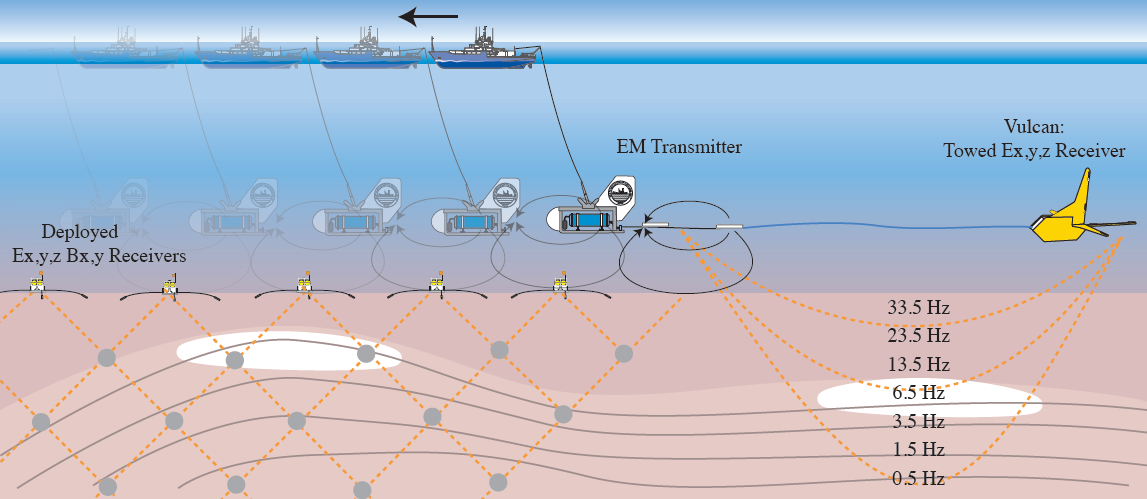 EM Transmitter
Vulcan:
Towed Ex,y,z Receiver
Deployed
Ex,y,z Bx,y Receivers
33.5 Hz
23.5 Hz
13.5 Hz
6.5 Hz
3.5 Hz
1.5 Hz
0.5 Hz